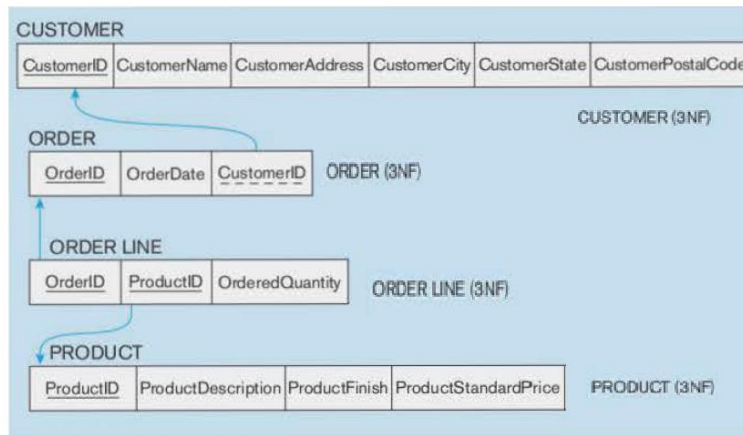 CUSTOMER
CustomerID CustomerName CustomerAddress CustomerCity CustomerState CustomerPostalCode
CUSTOMER (3NF)
ORDER
OrderID OrderDate CustomerID ORDER (3NF)
ORDER LINE
OrderID ProductID OrderedQuantity ORDER LINE (3NF)
PRODUCT
ProductID ProductDescription ProductFinish ProductStandardPrice PRODUCT (3NF)